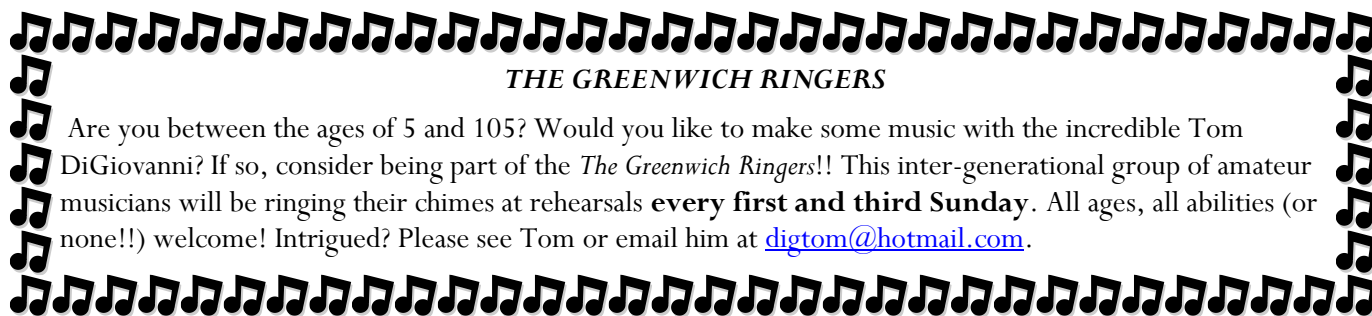 THE GREENWICH RINGERS
Are you between the ages of 5 and 105? Would you like to make some music with the incredible Tom
DiGiovanni? If so, consider being part of the The Greenwich Ringers!! This inter-generational group of amateur
musicians will be ringing their chimes at rehearsals every first and third Sunday. All ages, all abilities (or
none!!) welcome! Intrigued? Please see Tom or email him at digtom@hotmail.com.